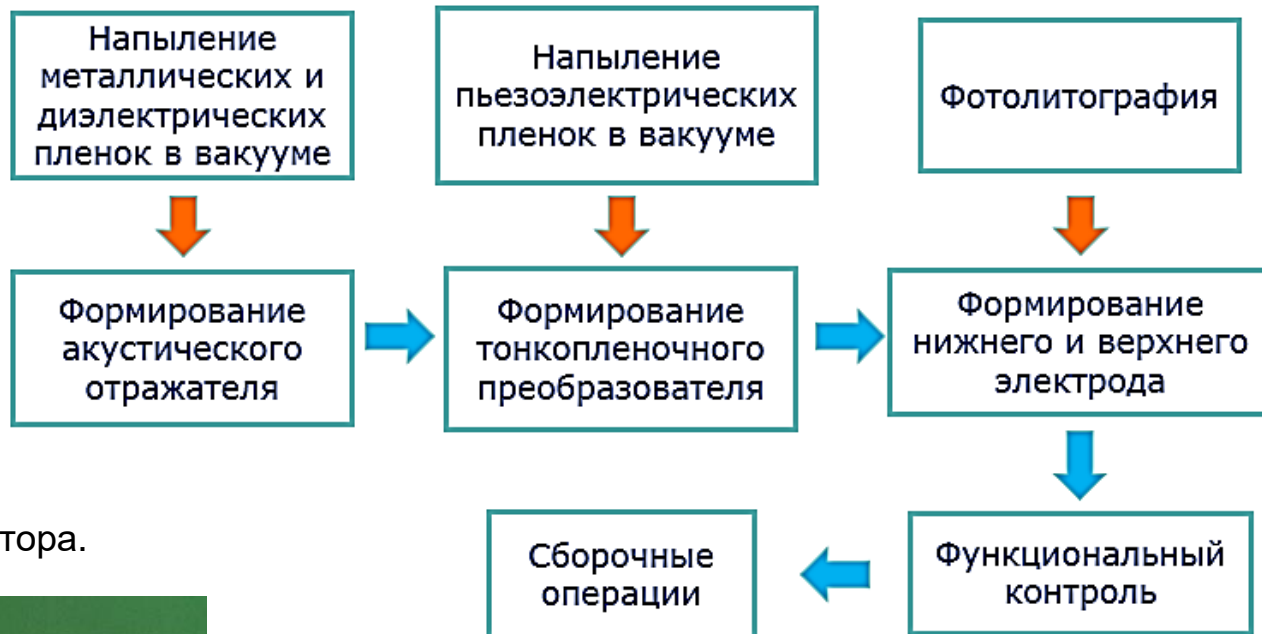 Напыление
металлических и
диэлектрических
пленок в вакууме
Напыление
пьезоэлектрических
пленок в вакууме
Фотолитография
Формирование
акустического
отражателя
Формирование
тонкопленочного
преобразователя
Формирование
нижнего и верхнего
электрода
тора.
Сборочные
операции
Функциональный
контроль